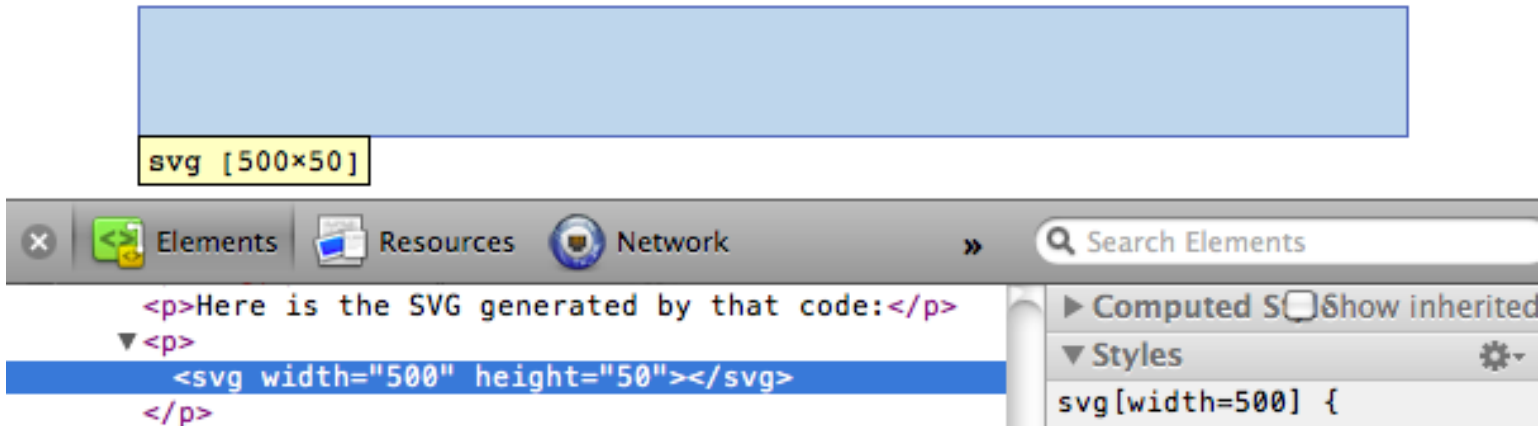 svg [500×50]
Elements Resources Network » Search Elements
<p>Here is the SVG generated by that code:</p>
▶ Computed Show inherited
▼<p>
▼ Styles
<svg width="500" height="50"></svg>
</p>
svg[width=500] {